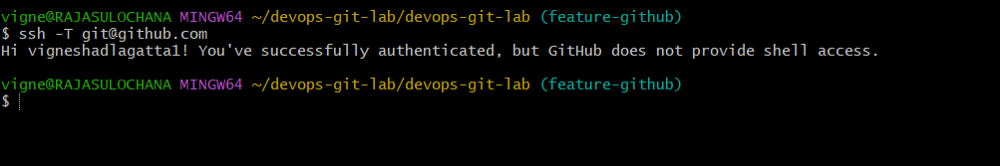 vigne@RAJASULOCHANA MINGW64 ~/devops-git-lab/devops-git-lab (feature-github)
$ ssh -T git@github.com
Hi vigneshadlagatta1! You've successfully authenticated, but GitHub does not provide shell access.
vigne@RAJASULOCHANA MINGW64 ~/devops-git-lab/devops-git-lab (feature-github)
$